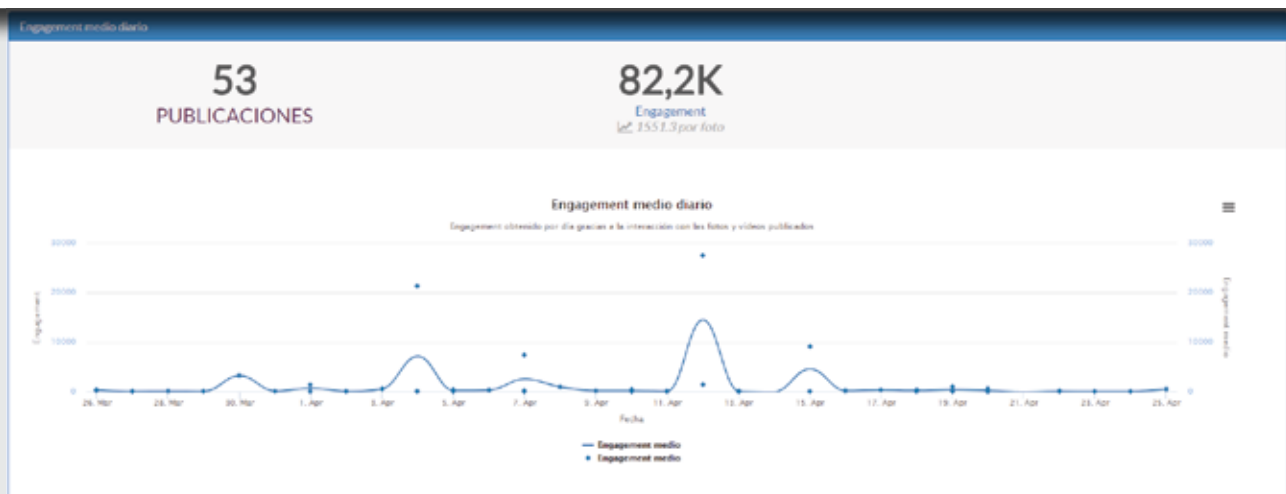 Engagement medio diario
53
PUBLICACIONES
82,2K
Engagement
1551.3 por foto
Engagement medio diario
Engagement obtenido por día gracias a la interacción con las fotos y videos publicados
30000
30000
20000
20000
10000
10000
0
0
Engagement
Engagement medio
26. Mar
28. Mar
30. Mar
1. Apr
3. Apr
5. Apr
7. Apr
9. Apr
11. Apr
13. Apr
15. Apr
17. Apr
19. Apr
21. Apr
23. Apr
25. Apr
Fecha
Engagement medio
Engagement medio